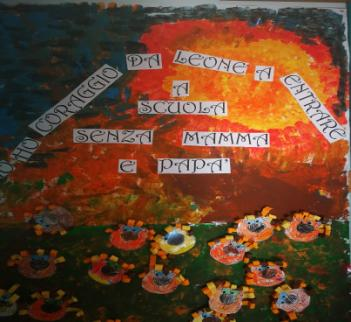 HO CORAGGIO DA LEONE A ENTRARE
A
SCUOLA
SENZA MAMMA
E PAPA'